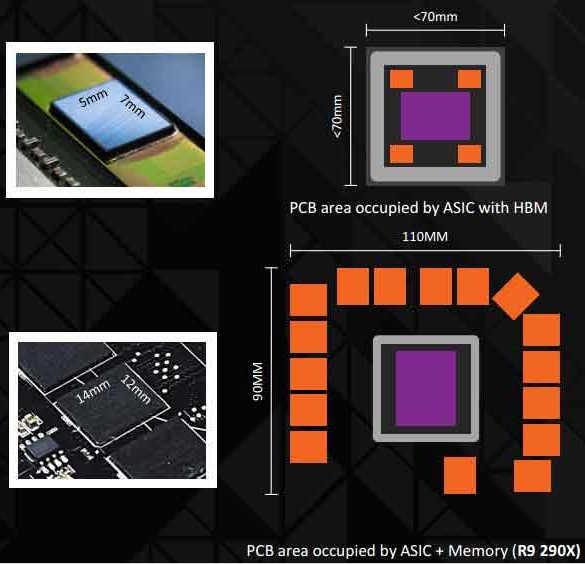 <70mm
5mm
7mm
<70mm
PCB area occupied by ASIC with HBM
110MM
90MM
14mm
12mm
PCB area occupied by ASIC + Memory (R9 290X)